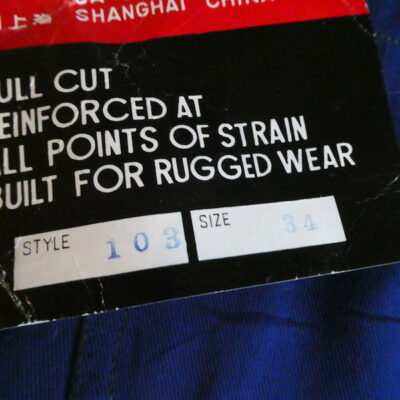 上海
SHANGHAI CHINA
ULL CUT
EINFORCED AT
LL POINTS OF STRAIN
BUILT FOR RUGGED WEAR
STYLE 103 SIZE 34